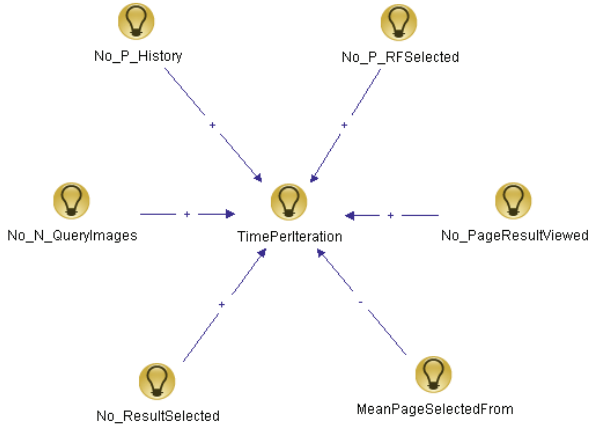 No_P_History
No_P_RFSelected
+
+
No_N_QueryImages
+
TimePerIteration
+
No_PageResultViewed
+
-
No_ResultSelected
MeanPageSelectedFrom